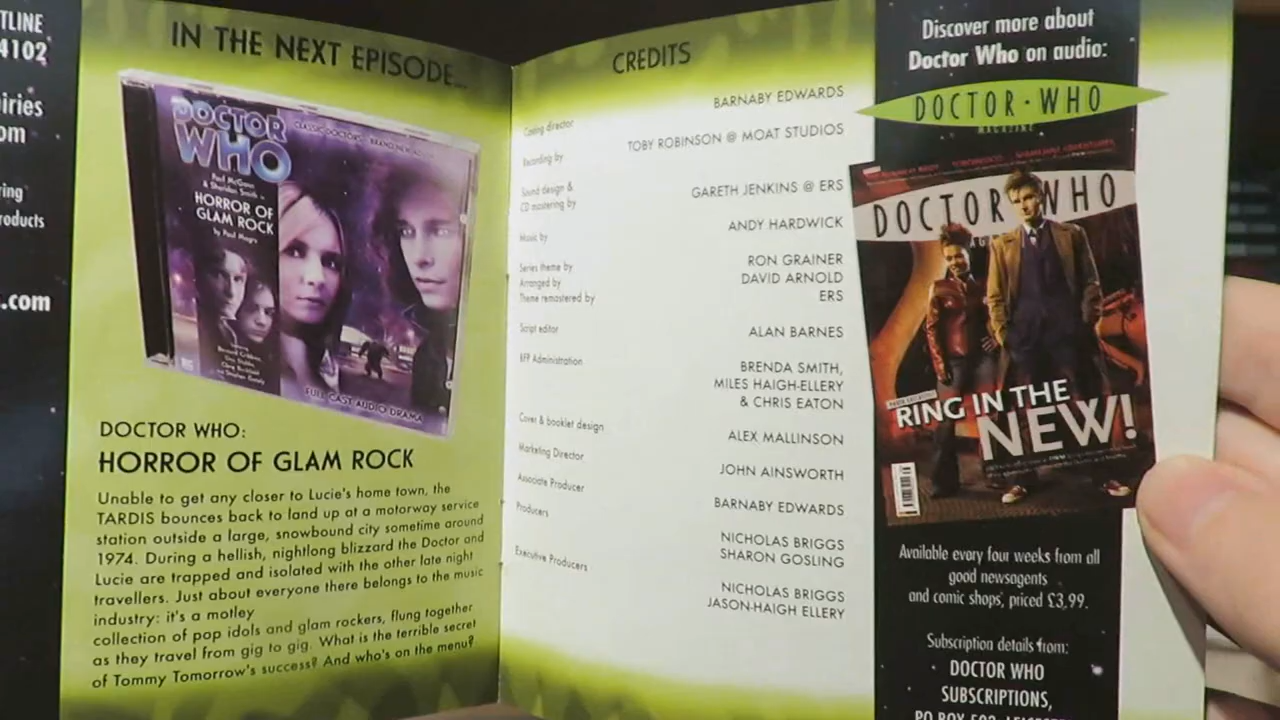 TLINE
4102
iries
om
ring
roducts
.com
IN THE NEXT EPISODE...
DOCTOR
WHO
CLASSIC DOCTORS BRAND NEW
Paul McGann
& Sheridan Smith in
HORROR OF
GLAM ROCK
by Paul Magrs
FULL CAST AUDIO DRAMA
DOCTOR WHO:
HORROR OF GLAM ROCK
Unable to get any closer to Lucie's home town, the
TARDIS bounces back to land up at a motorway service
station outside a large, snowbound city sometime around
1974. During a hellish, nightlong blizzard the Doctor and
Lucie are trapped and isolated with the other late night
travellers. Just about everyone there belongs to the music
industry: it's a motley
collection of pop idols and glam rockers, flung together
as they travel from gig to gig. What is the terrible secret
of Tommy Tomorrow's success? And who's on the menu?
CREDITS
Casting director
BARNABY EDWARDS
Recording by
TOBY ROBINSON @ MOAT STUDIOS
Sound design &
CD mastering by
GARETH JENKINS @ ERS
Music by
ANDY HARDWICK
Series theme by
RON GRAINER
Arranged by
DAVID ARNOLD
Theme remastered by
ERS
Script editor
ALAN BARNES
BFP Administration
BRENDA SMITH,
MILES HAIGH-ELLERY
& CHRIS EATON
Cover & booklet design
ALEX MALLINSON
Marketing Director
JOHN AINSWORTH
Associate Producer
BARNABY EDWARDS
Producers
NICHOLAS BRIGGS
SHARON GOSLING
Executive Producers
NICHOLAS BRIGGS
JASON-HAIGH ELLERY
Discover more about
Doctor Who on audio:
DOCTOR·WHO
MAGAZINE
DOCTOR WHO
RING IN THE
NEW!
Available every four weeks from all
good newsagents
and comic shops, priced £3,99.
Subscription details from:
DOCTOR WHO
SUBSCRIPTIONS,
PO BOX 503, LEICESTER